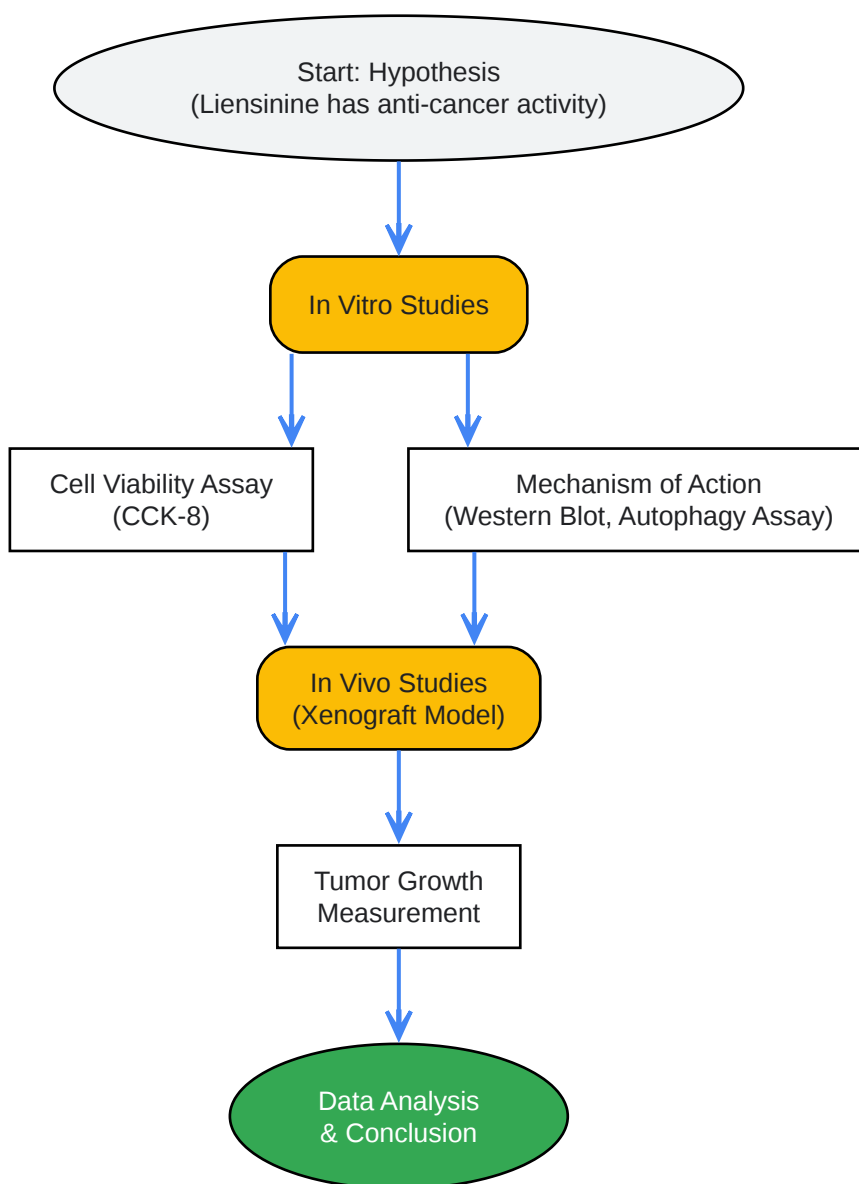 Start: Hypothesis
(Liensinine has anti-cancer activity)
In Vitro Studies
Cell Viability Assay
(CCK-8)
Mechanism of Action
(Western Blot, Autophagy Assay)
In Vivo Studies
(Xenograft Model)
Tumor Growth
Measurement
Data Analysis
& Conclusion